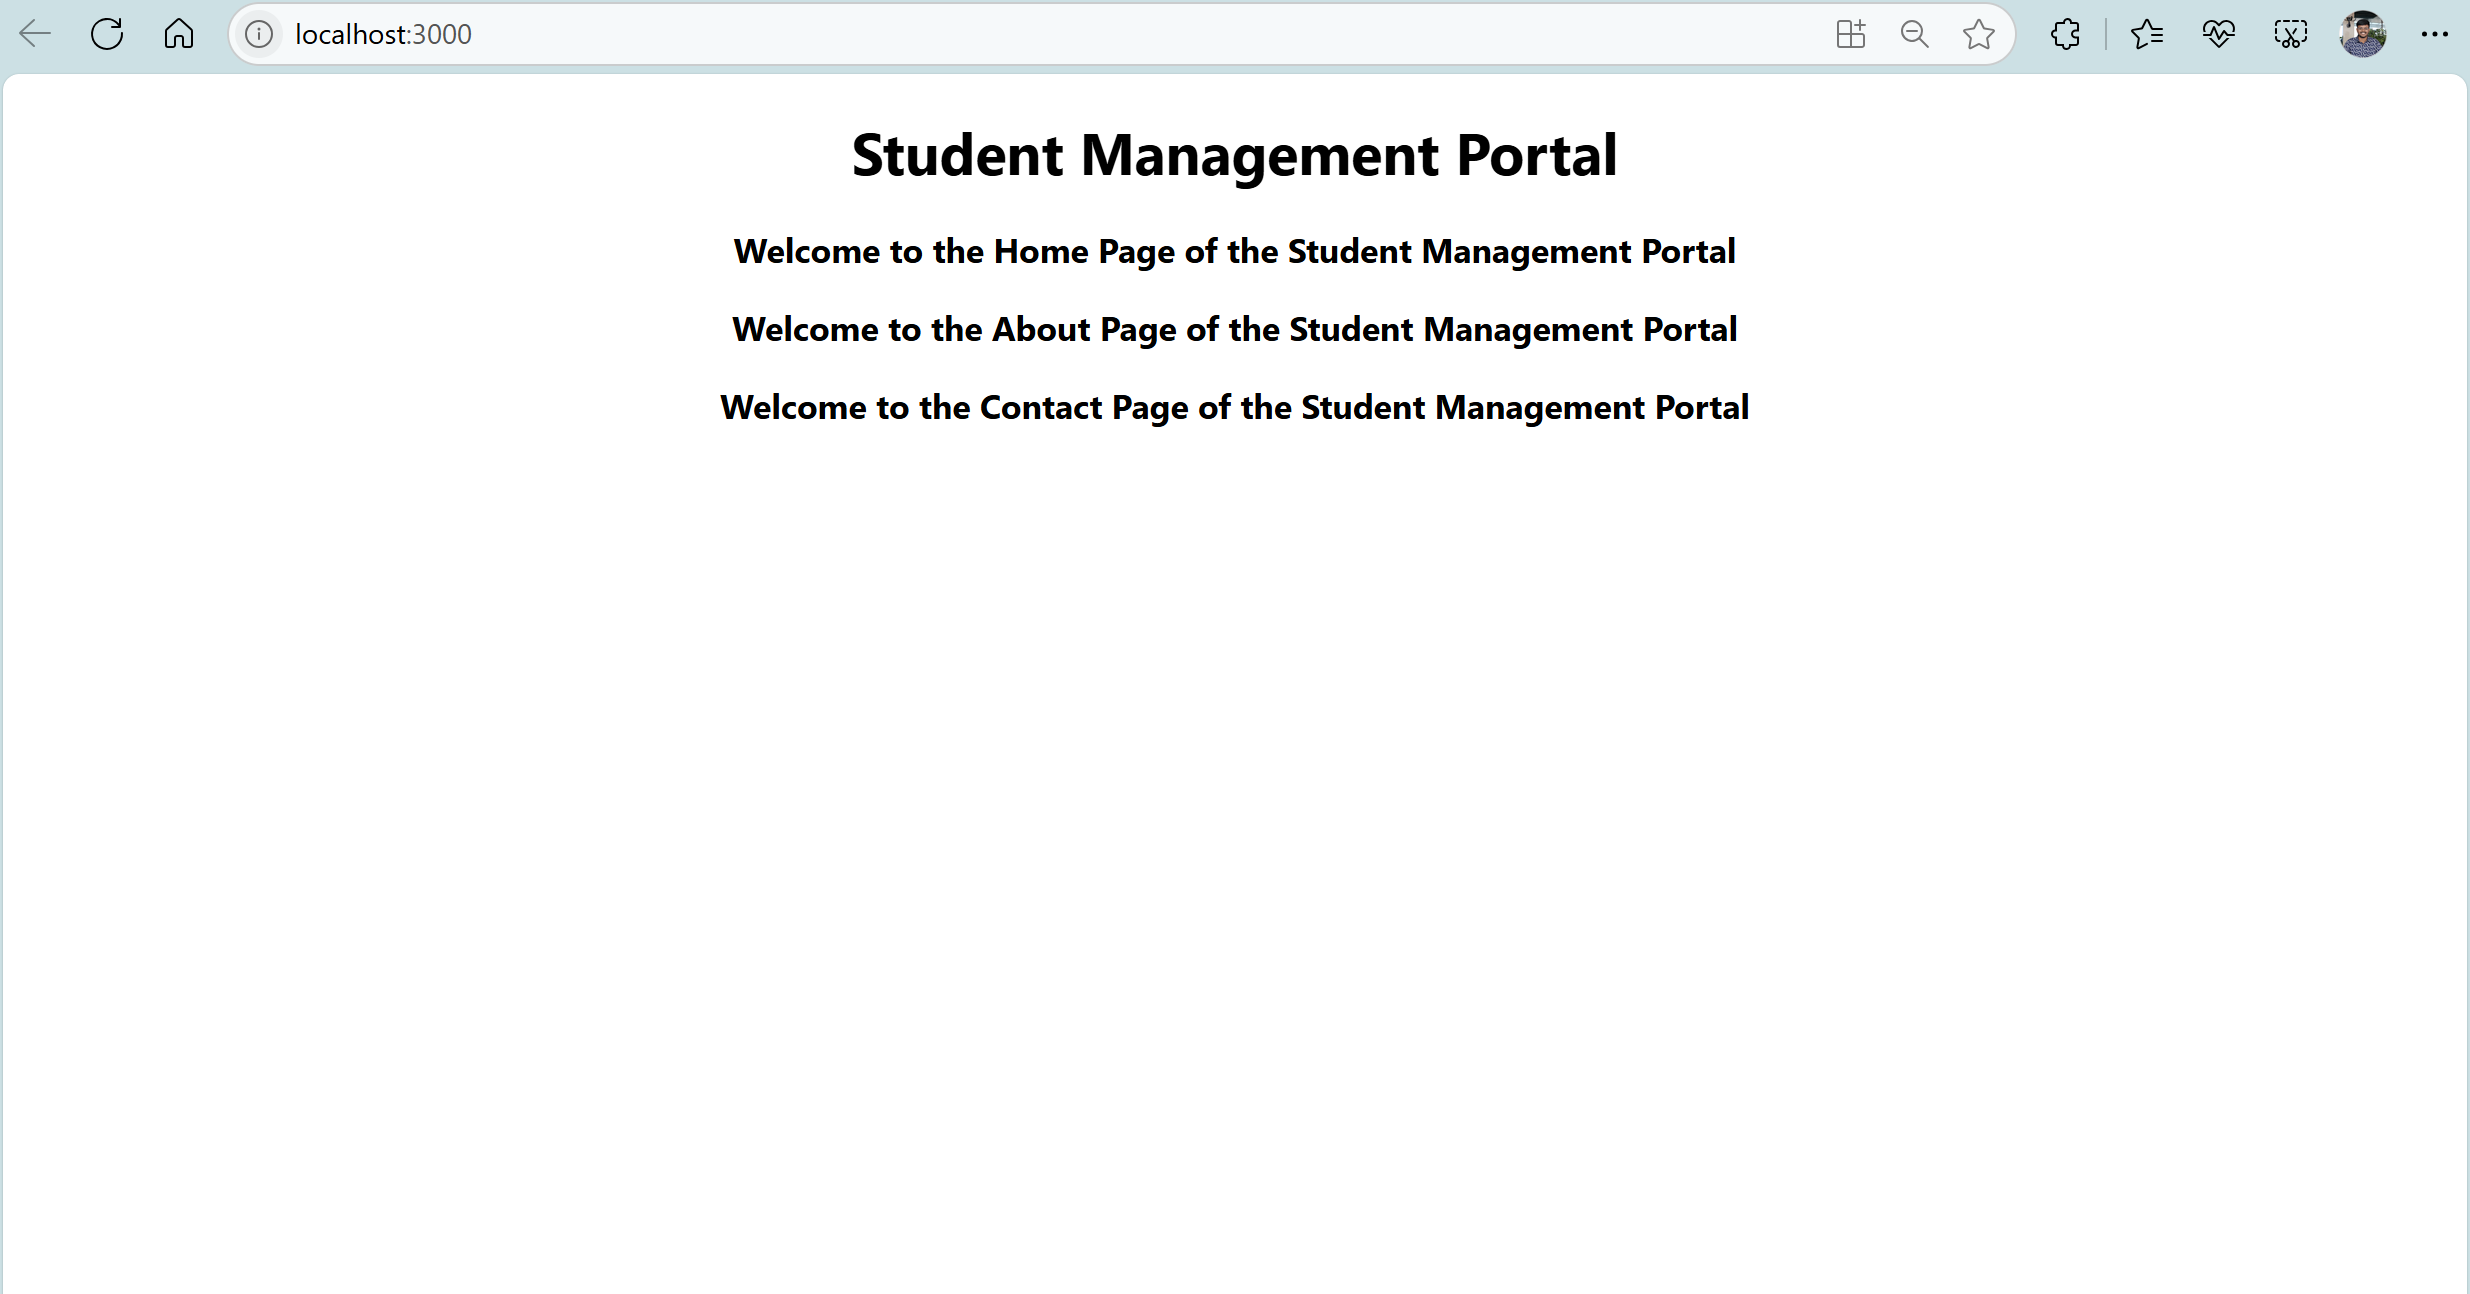 localhost:3000
Student Management Portal
Welcome to the Home Page of the Student Management Portal
Welcome to the About Page of the Student Management Portal
Welcome to the Contact Page of the Student Management Portal